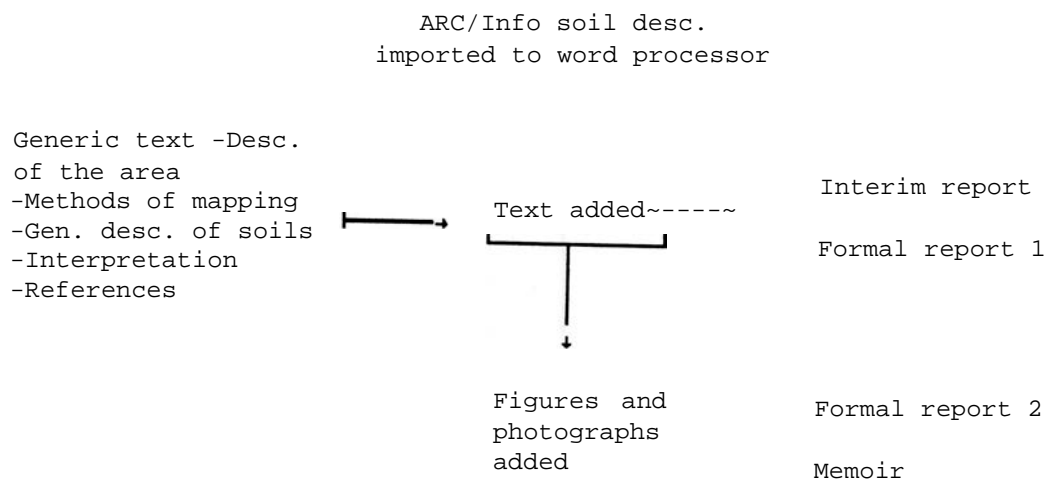 ARC/Info soil desc.
imported to word processor
Generic text -Desc.
of the area
-Methods of mapping
-Gen. desc. of soils
-Interpretation
-References
Text added~-----~
Interim report
Formal report 1
Figures and
photographs
added
Formal report 2
Memoir